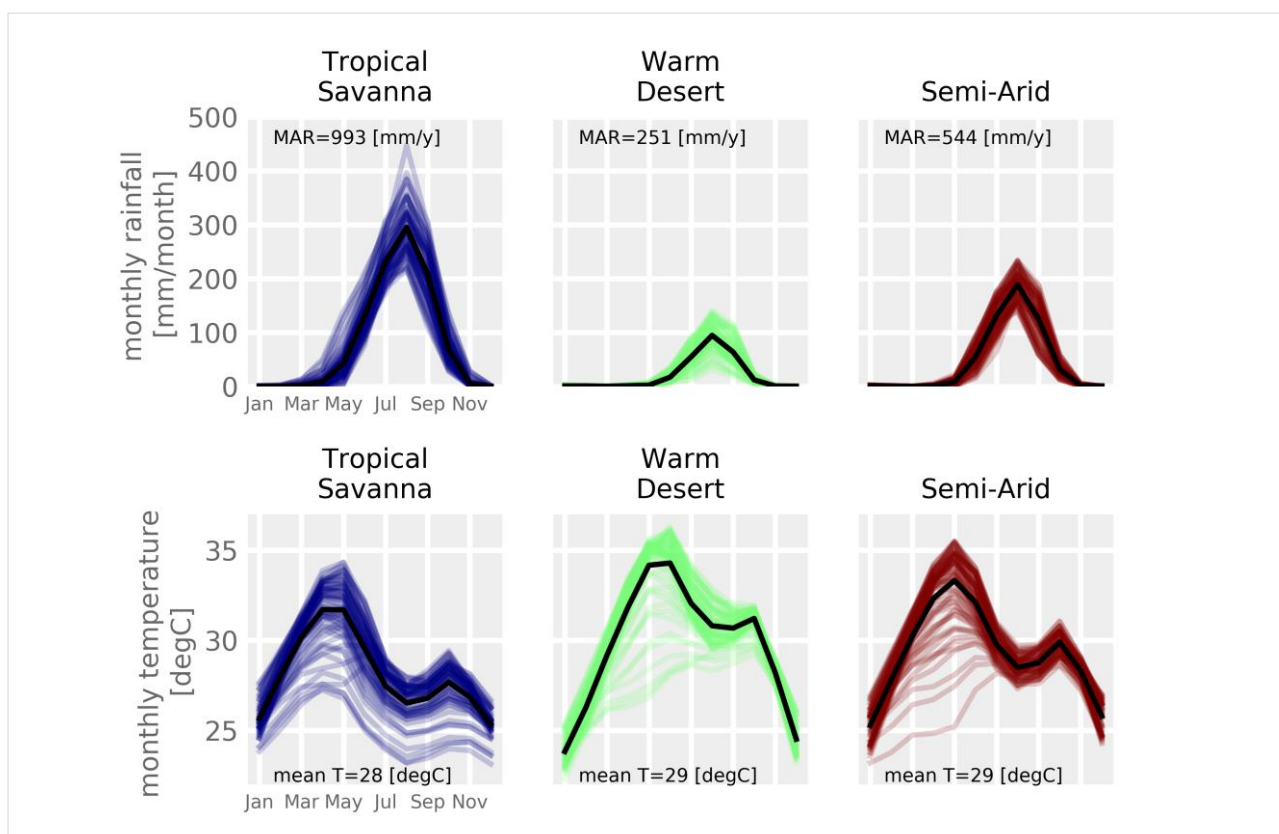 Tropical
Savanna
Warm
Desert
Semi-Arid
monthly rainfall
[mm/month]
500
400
300
200
100
0
MAR=993 [mm/y]
MAR=251 [mm/y]
MAR=544 [mm/y]
Jan Mar May Jul Sep Nov
Tropical
Savanna
Warm
Desert
Semi-Arid
monthly temperature
[degC]
35
30
25
mean T=28 [degC]
mean T=29 [degC]
mean T=29 [degC]
Jan Mar May Jul Sep Nov